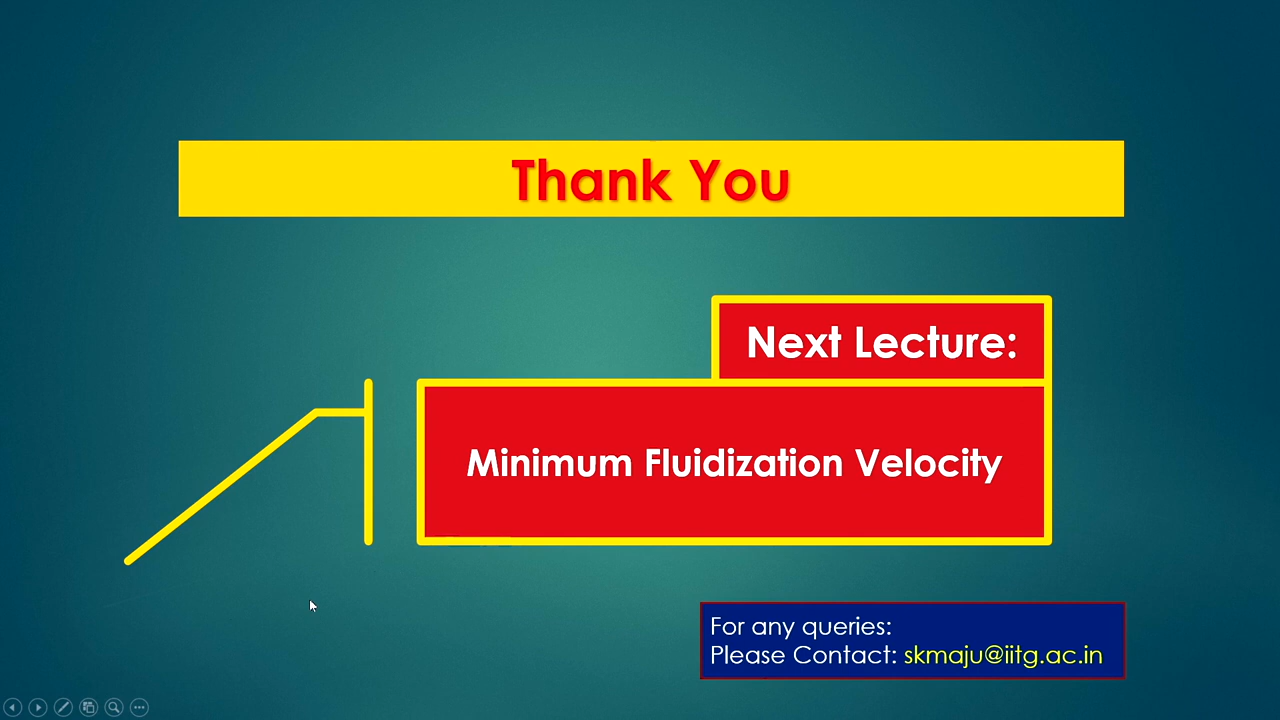 Thank You
Next Lecture:
Minimum Fluidization Velocity
For any queries:
Please Contact: skmaju@iitg.ac.in